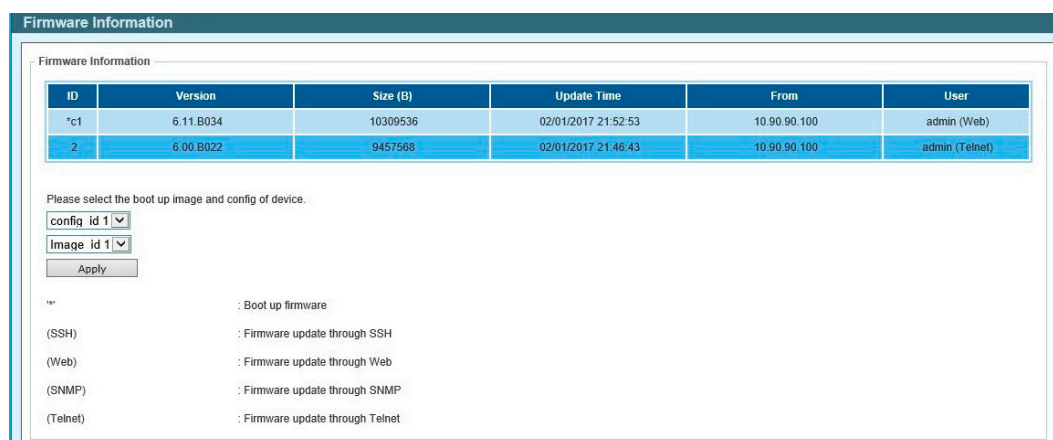 Firmware Information
Firmware Information
ID Version Size (B) Update Time From User
*c1 6.11.B034 10309536 02/01/2017 21:52:53 10.90.90.100 admin (Web)
2 6.00.B022 9457568 02/01/2017 21:46:43 10.90.90.100 admin (Telnet)
Please select the boot up image and config of device.
config_id 1
Image_id 1
Apply
'*' : Boot up firmware
(SSH) : Firmware update through SSH
(Web) : Firmware update through Web
(SNMP) : Firmware update through SNMP
(Telnet) : Firmware update through Telnet